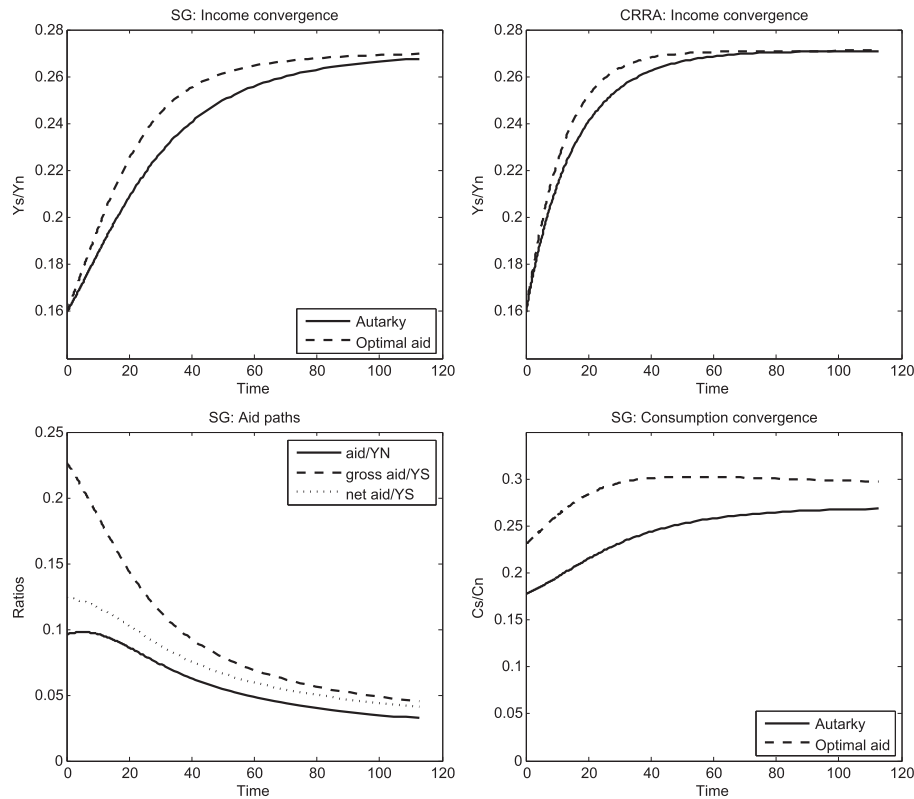 SG: Income convergence
0.28
0.26
0.24
0.22
0.2
0.18
0.16
Ys/Yn
0 20 40 60 80 100 120
Time
Autarky
Optimal aid
CRRA: Income convergence
0.28
0.26
0.24
0.22
0.2
0.18
0.16
Ys/Yn
0 20 40 60 80 100 120
Time
SG: Aid paths
0.25
0.2
0.15
0.1
0.05
0
Ratios
0 20 40 60 80 100 120
Time
aid/YN
gross aid/YS
net aid/YS
SG: Consumption convergence
0.3
0.25
0.2
0.15
0.1
0.05
0
Cs/Cn
0 20 40 60 80 100 120
Time
Autarky
Optimal aid